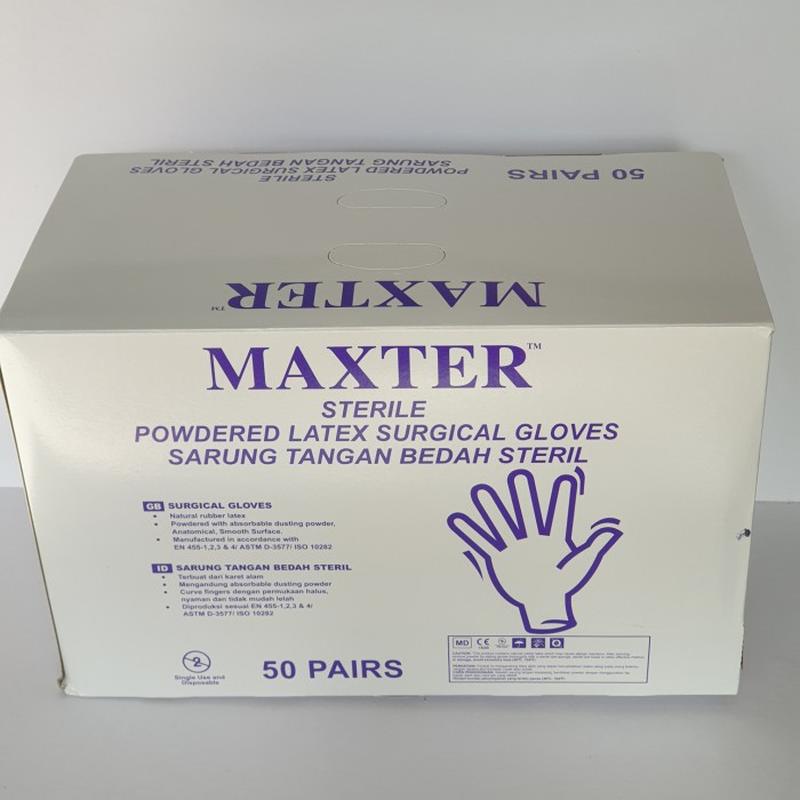 STERILE
POWDERED LATEX SURGICAL GLOVES
SARUNG TANGAN BEDAH STERIL
50 PAIRS
MAXTER™
MAXTER™
STERILE
POWDERED LATEX SURGICAL GLOVES
SARUNG TANGAN BEDAH STERIL
GB SURGICAL GLOVES
• Natural rubber latex
• Powdered with absorbable dusting powder,
Anatomical, Smooth Surface.
• Manufactured in accordance with
EN 455-1,2,3 & 4/ ASTM D-3577/ ISO 10282
ID SARUNG TANGAN BEDAH STERIL
• Terbuat dari karet alam
• Mengandung absorbable dusting powder
• Curve fingers dengan permukaan halus,
nyaman dan tidak mudah lelah
• Diproduksi sesuai EN 455-1,2,3 & 4/
ASTM D-3577/ ISO 10282
2
Single Use and
Disposable
50 PAIRS
MD CE